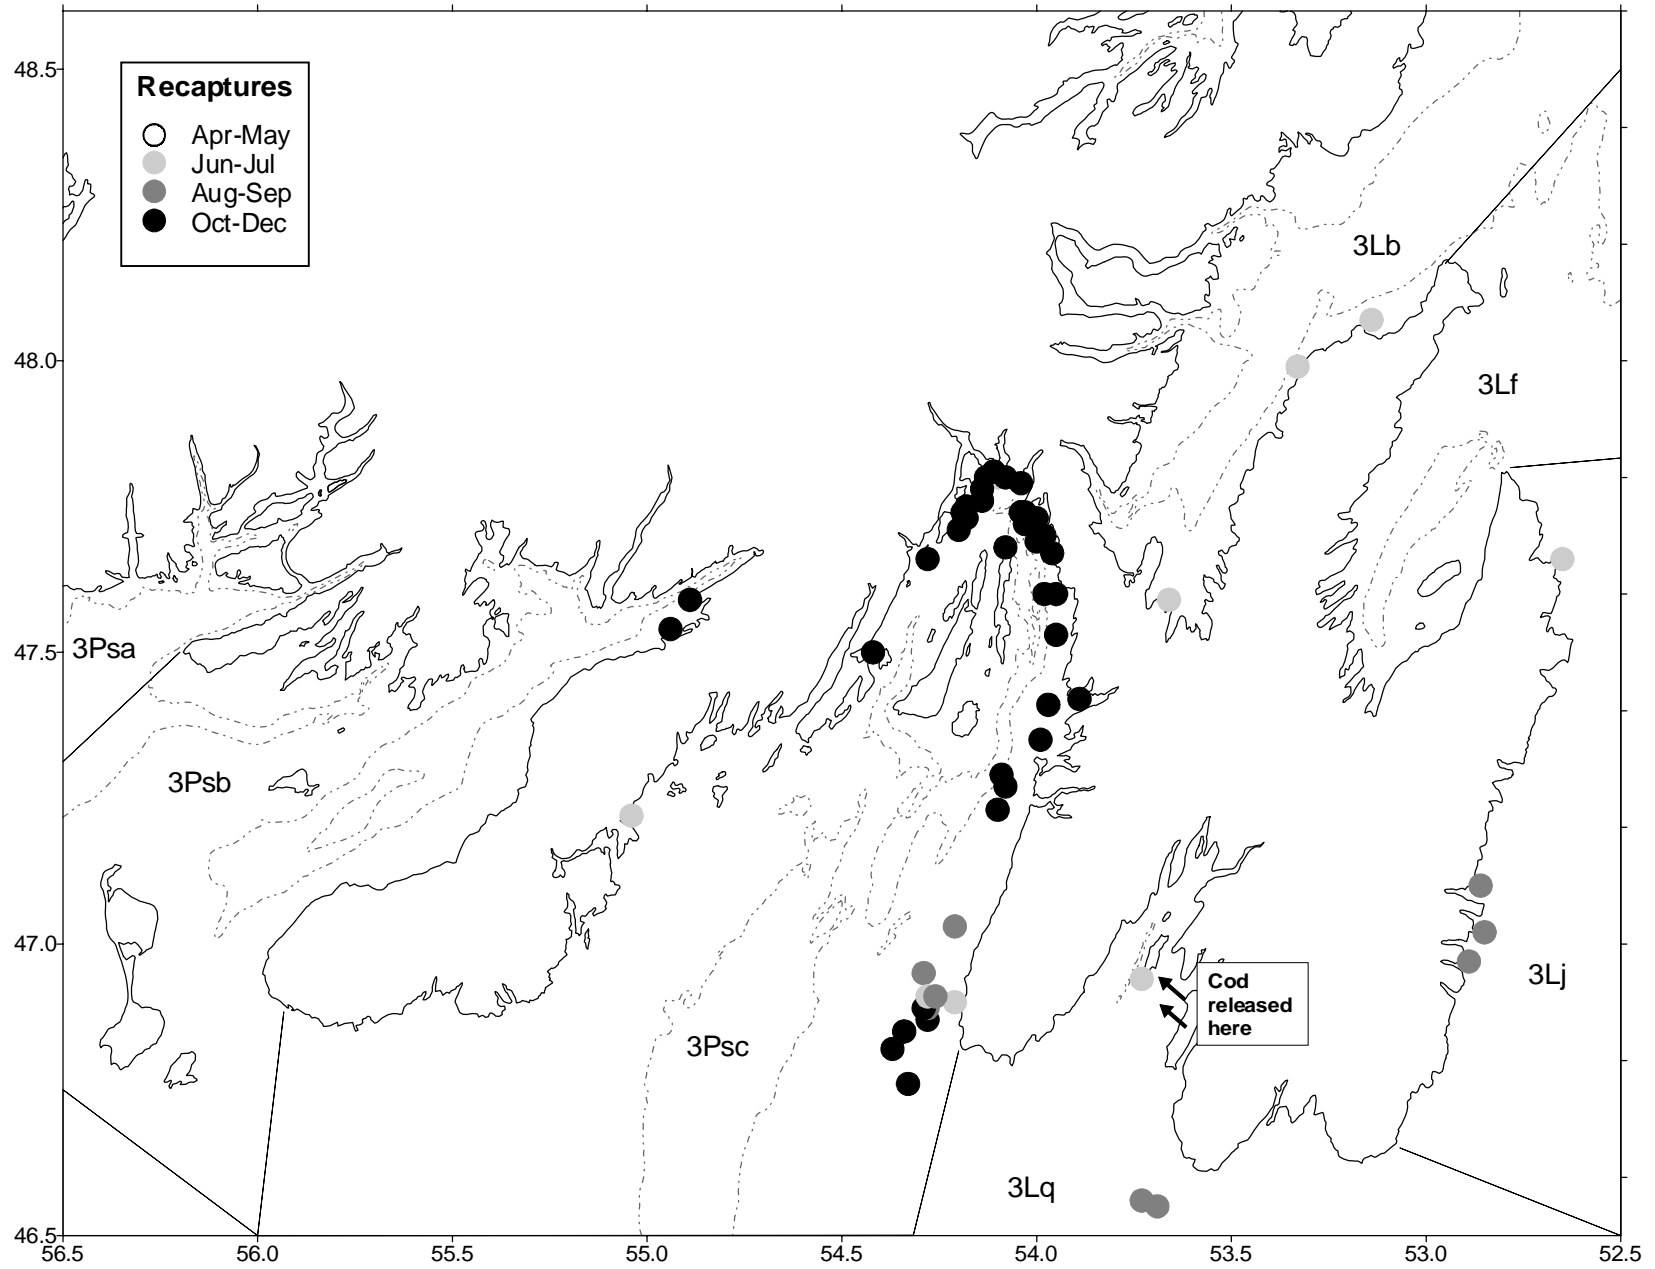 48.5
Recaptures
Apr-May
Jun-Jul
Aug-Sep
Oct-Dec
3Lb
48.0
3Lf
47.5
3Psa
3Psb
47.0
3Lj
Cod
released
here
3Psc
3Lq
46.5
56.5 56.0 55.5 55.0 54.5 54.0 53.5 53.0 52.5